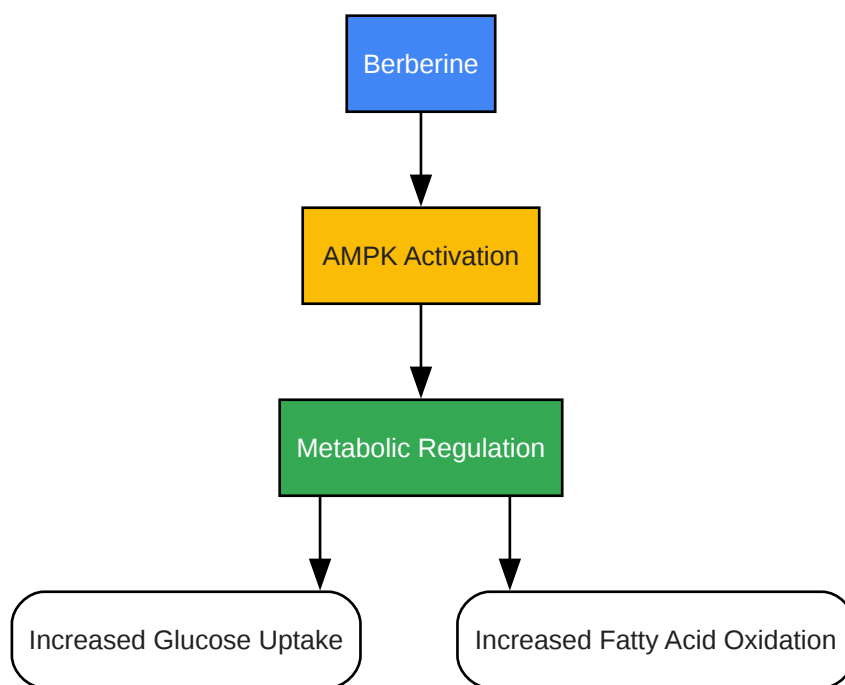 Berberine
AMPK Activation
Metabolic Regulation
Increased Glucose Uptake
Increased Fatty Acid Oxidation